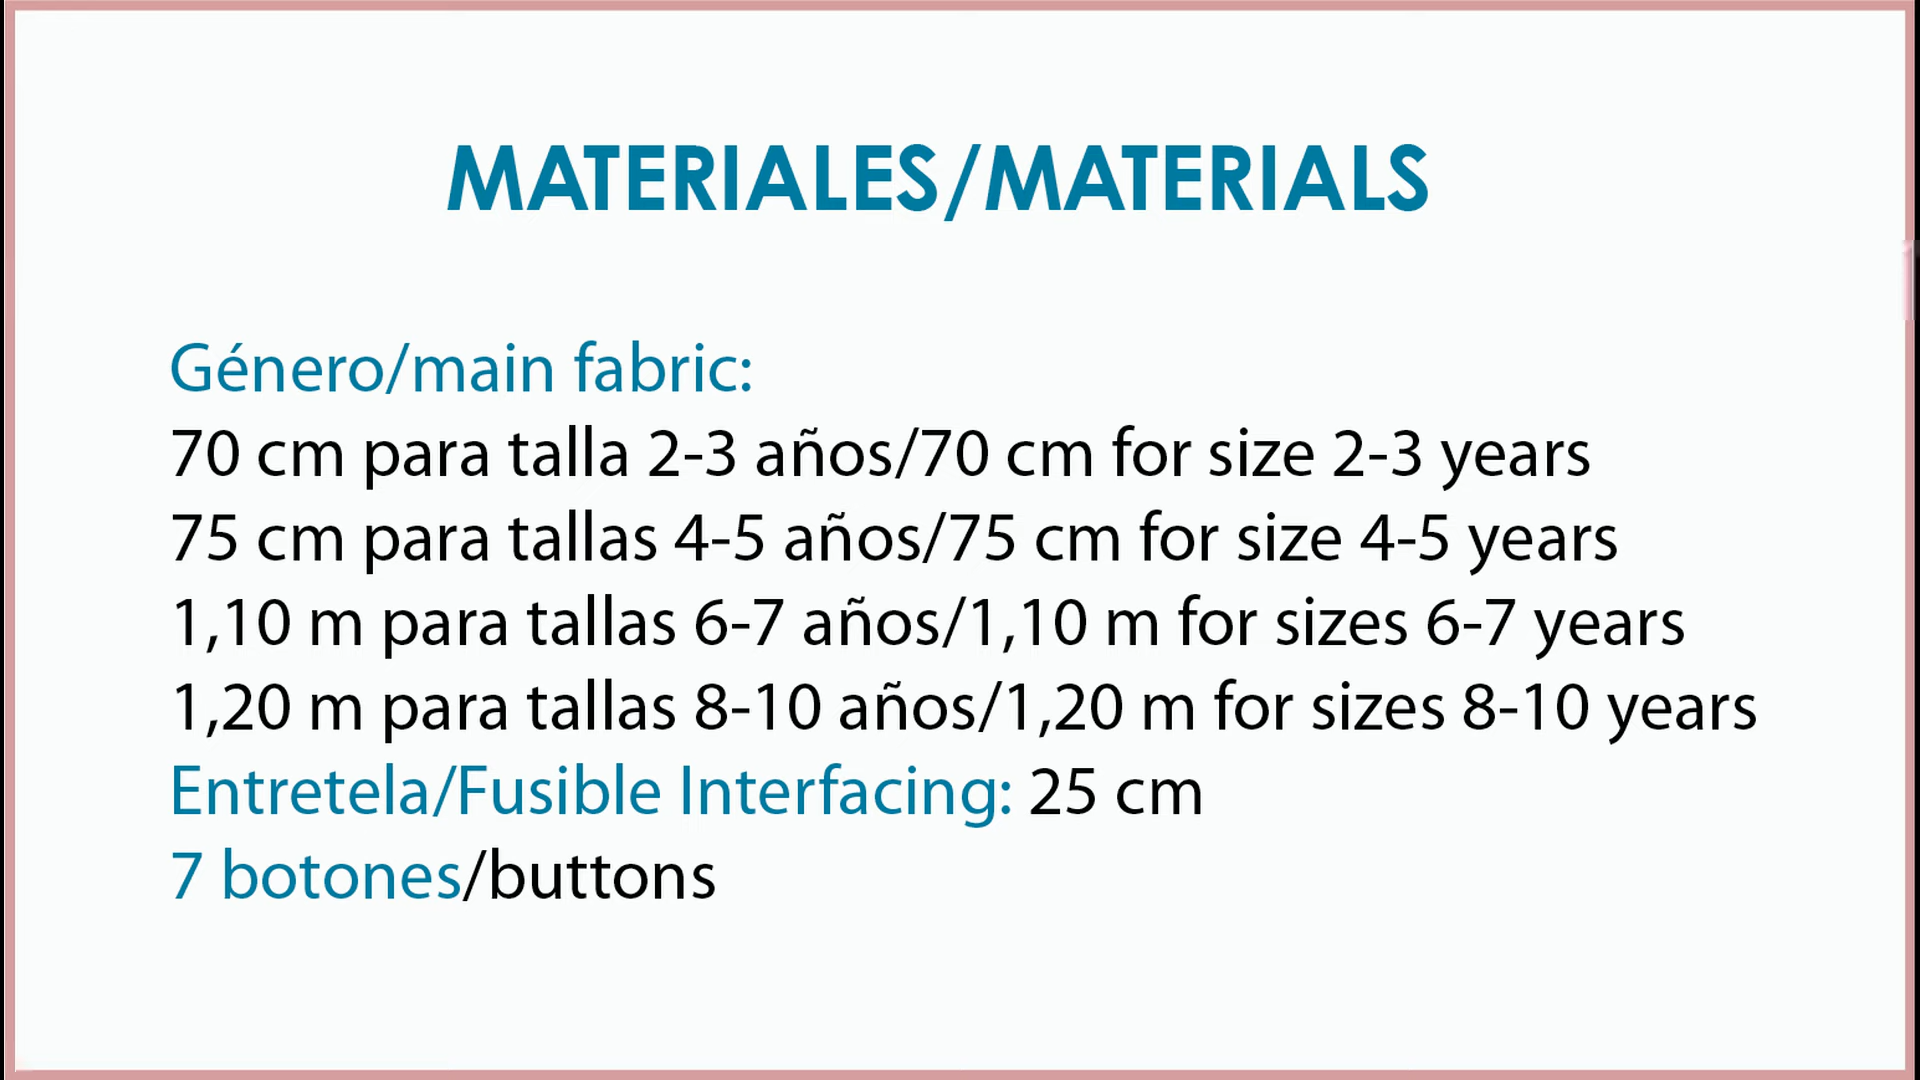 MATERIALES/MATERIALS
Género/main fabric:
70 cm para talla 2-3 años/70 cm for size 2-3 years
75 cm para tallas 4-5 años/75 cm for size 4-5 years
1,10 m para tallas 6-7 años/1,10 m for sizes 6-7 years
1,20 m para tallas 8-10 años/1,20 m for sizes 8-10 years
Entretela/Fusible Interfacing: 25 cm
7 botones/buttons